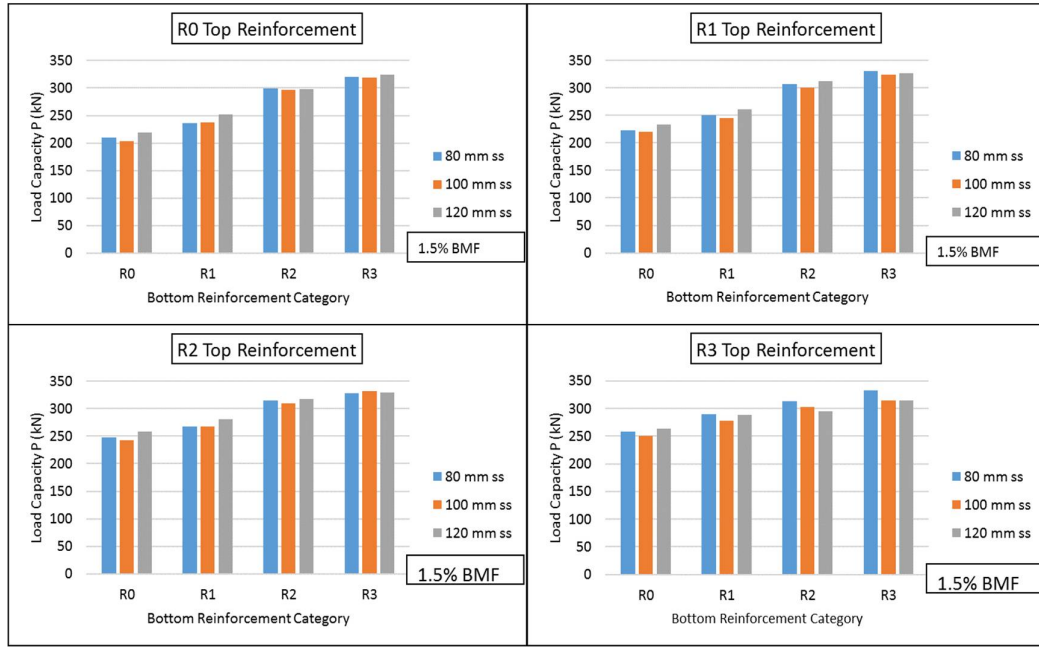 R0 Top Reinforcement
350
300
250
200
150
100
50
0
Load Capacity P (kN)
R0 R1 R2 R3
Bottom Reinforcement Category
80 mm ss
100 mm ss
120 mm ss
1.5% BMF
R1 Top Reinforcement
350
300
250
200
150
100
50
0
Load Capacity P (kN)
R0 R1 R2 R3
Bottom Reinforcement Category
80 mm ss
100 mm ss
120 mm ss
1.5% BMF
R2 Top Reinforcement
350
300
250
200
150
100
50
0
Load Capacity P (kN)
R0 R1 R2 R3
Bottom Reinforcement Category
80 mm ss
100 mm ss
120 mm ss
1.5% BMF
R3 Top Reinforcement
350
300
250
200
150
100
50
0
Load Capacity P (kN)
R0 R1 R2 R3
Bottom Reinforcement Category
80 mm ss
100 mm ss
120 mm ss
1.5% BMF